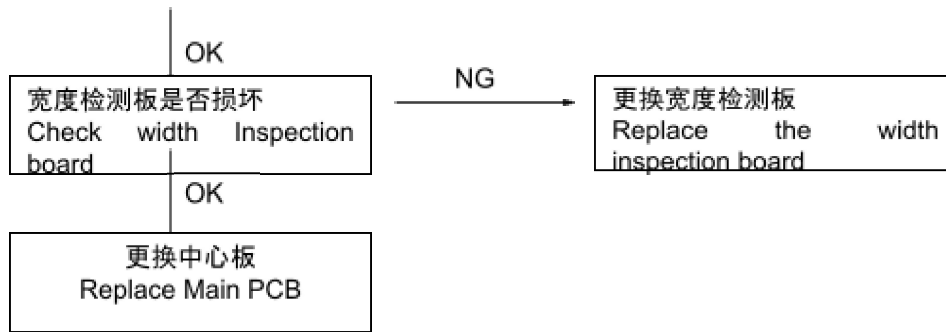 OK
宽度检测板是否损坏
Check width Inspection
board
NG
更换宽度检测板
Replace the width
inspection board
OK
更换中心板
Replace Main PCB